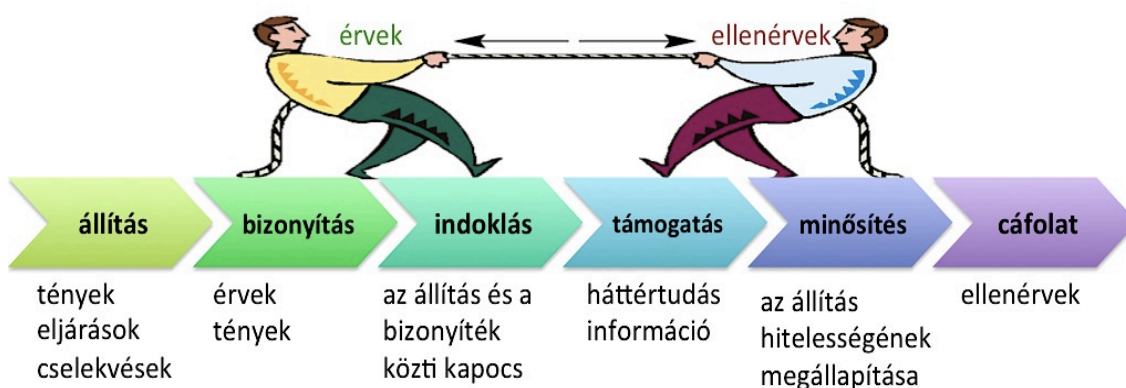 érvek
ellenérvek
állítás
bizonyítás
indoklás
támogatás
minősítés
cáfolat
tények
eljárások
cselekvések
érvek
tények
az állítás és a
bizonyíték
közti kapocs
háttértudás
információ
az állítás
hitelességének
megállapítása
ellenérvek